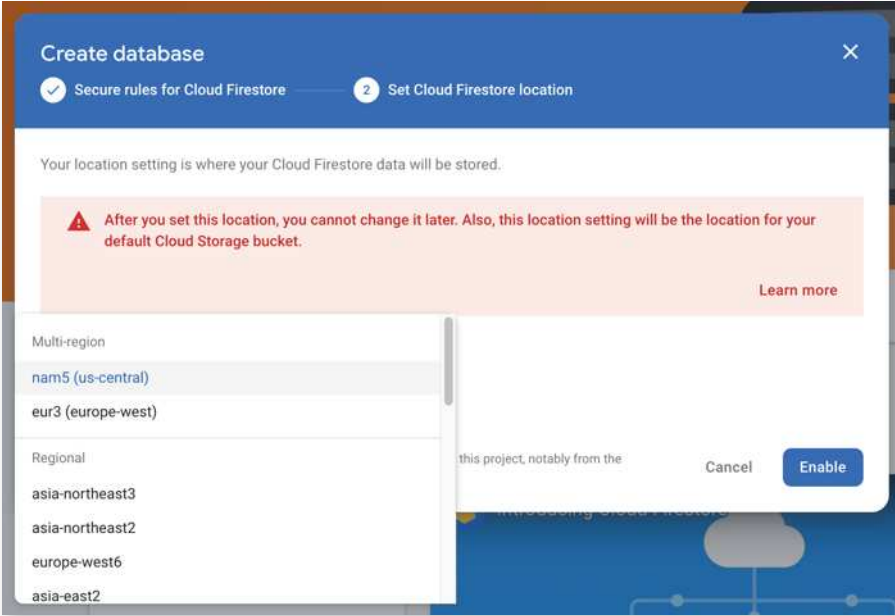 Create database
Secure rules for Cloud Firestore
2 Set Cloud Firestore location
Your location setting is where your Cloud Firestore data will be stored.
After you set this location, you cannot change it later. Also, this location setting will be the location for your
default Cloud Storage bucket.
Learn more
Multi-region
nam5 (us-central)
eur3 (europe-west)
Regional
this project, notably from the
Cancel
Enable
asia-northeast3
asia-northeast2
Introducing Cloud Firestore
europe-west6
asia-east2